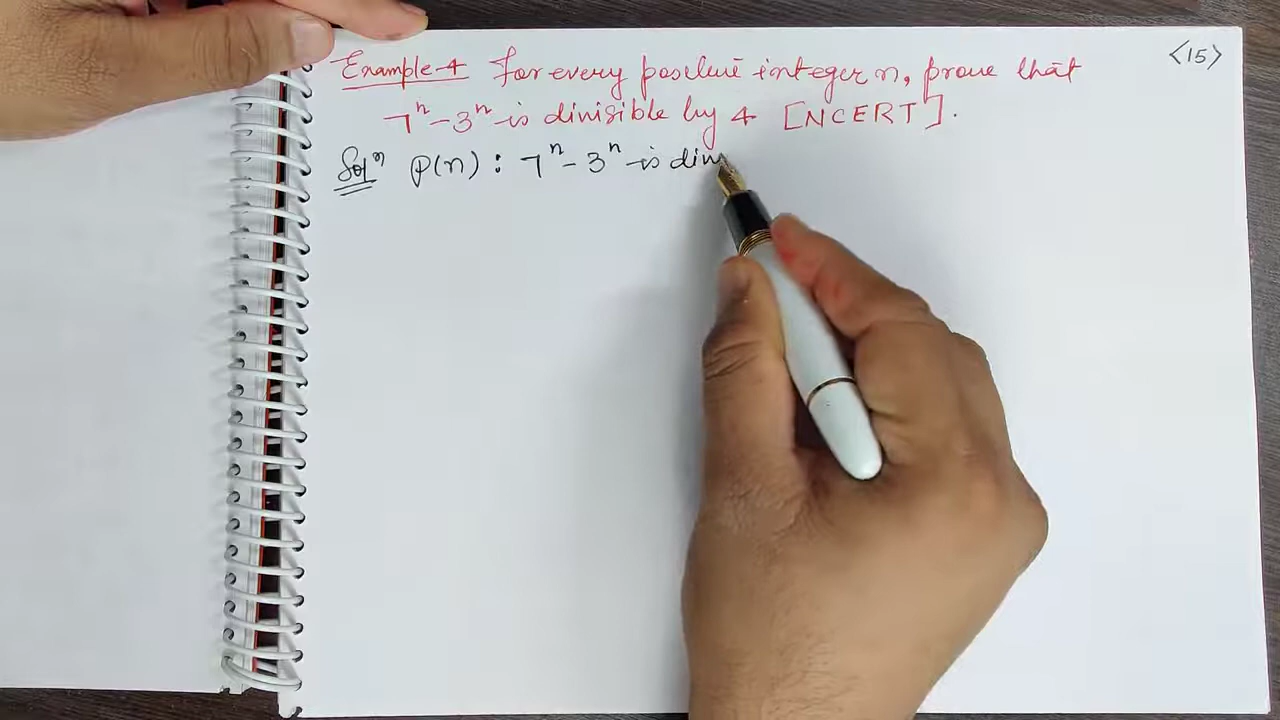 Example-4 For every positive integer n, prove that <15>
7ⁿ-3ⁿ is divisible by 4 [NCERT].
Solⁿ P(n) : 7ⁿ-3ⁿ is divi